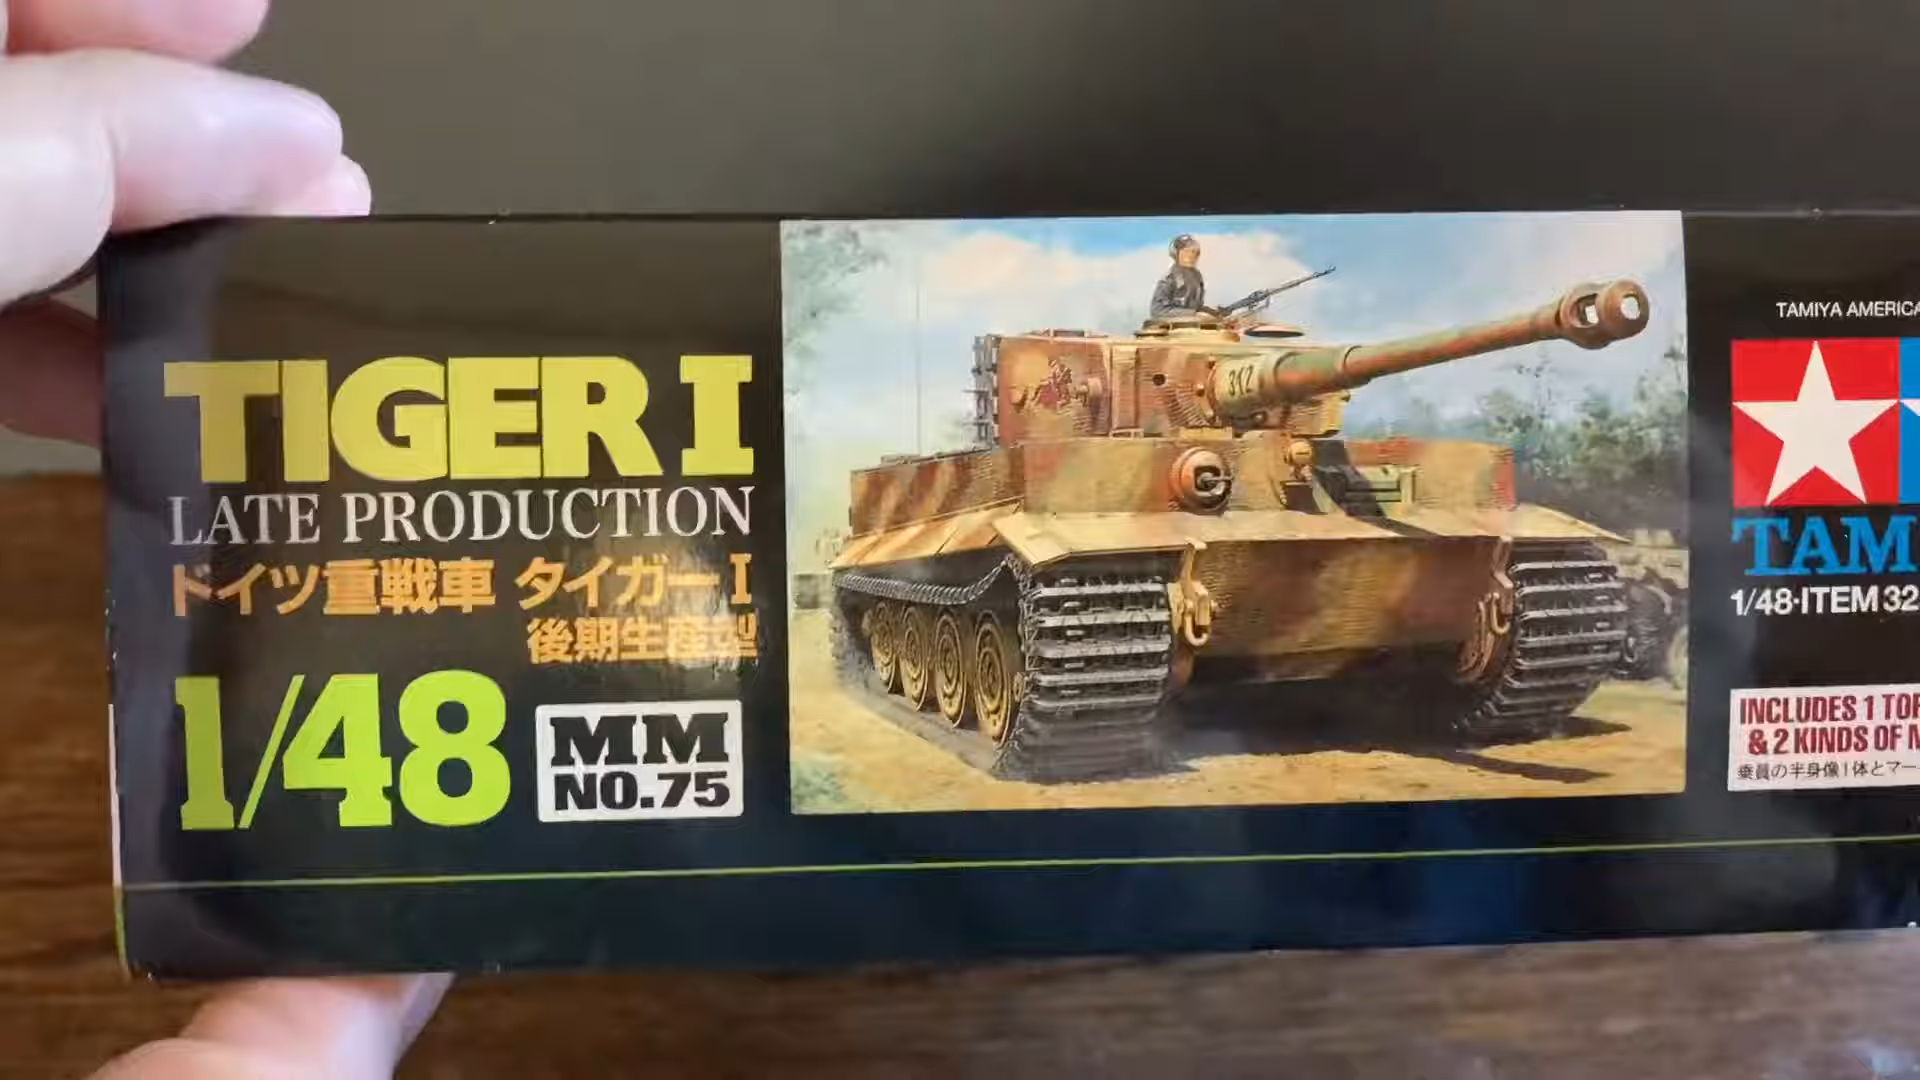 TIGER I
LATE PRODUCTION
ドイツ重戦車 タイガーI
後期生産型
1/48
MM
NO.75
312
TAMIYA AMERICA
TAM
1/48·ITEM 32
INCLUDES 1 TOR
& 2 KINDS OF M
乗員の半身像1体とマー